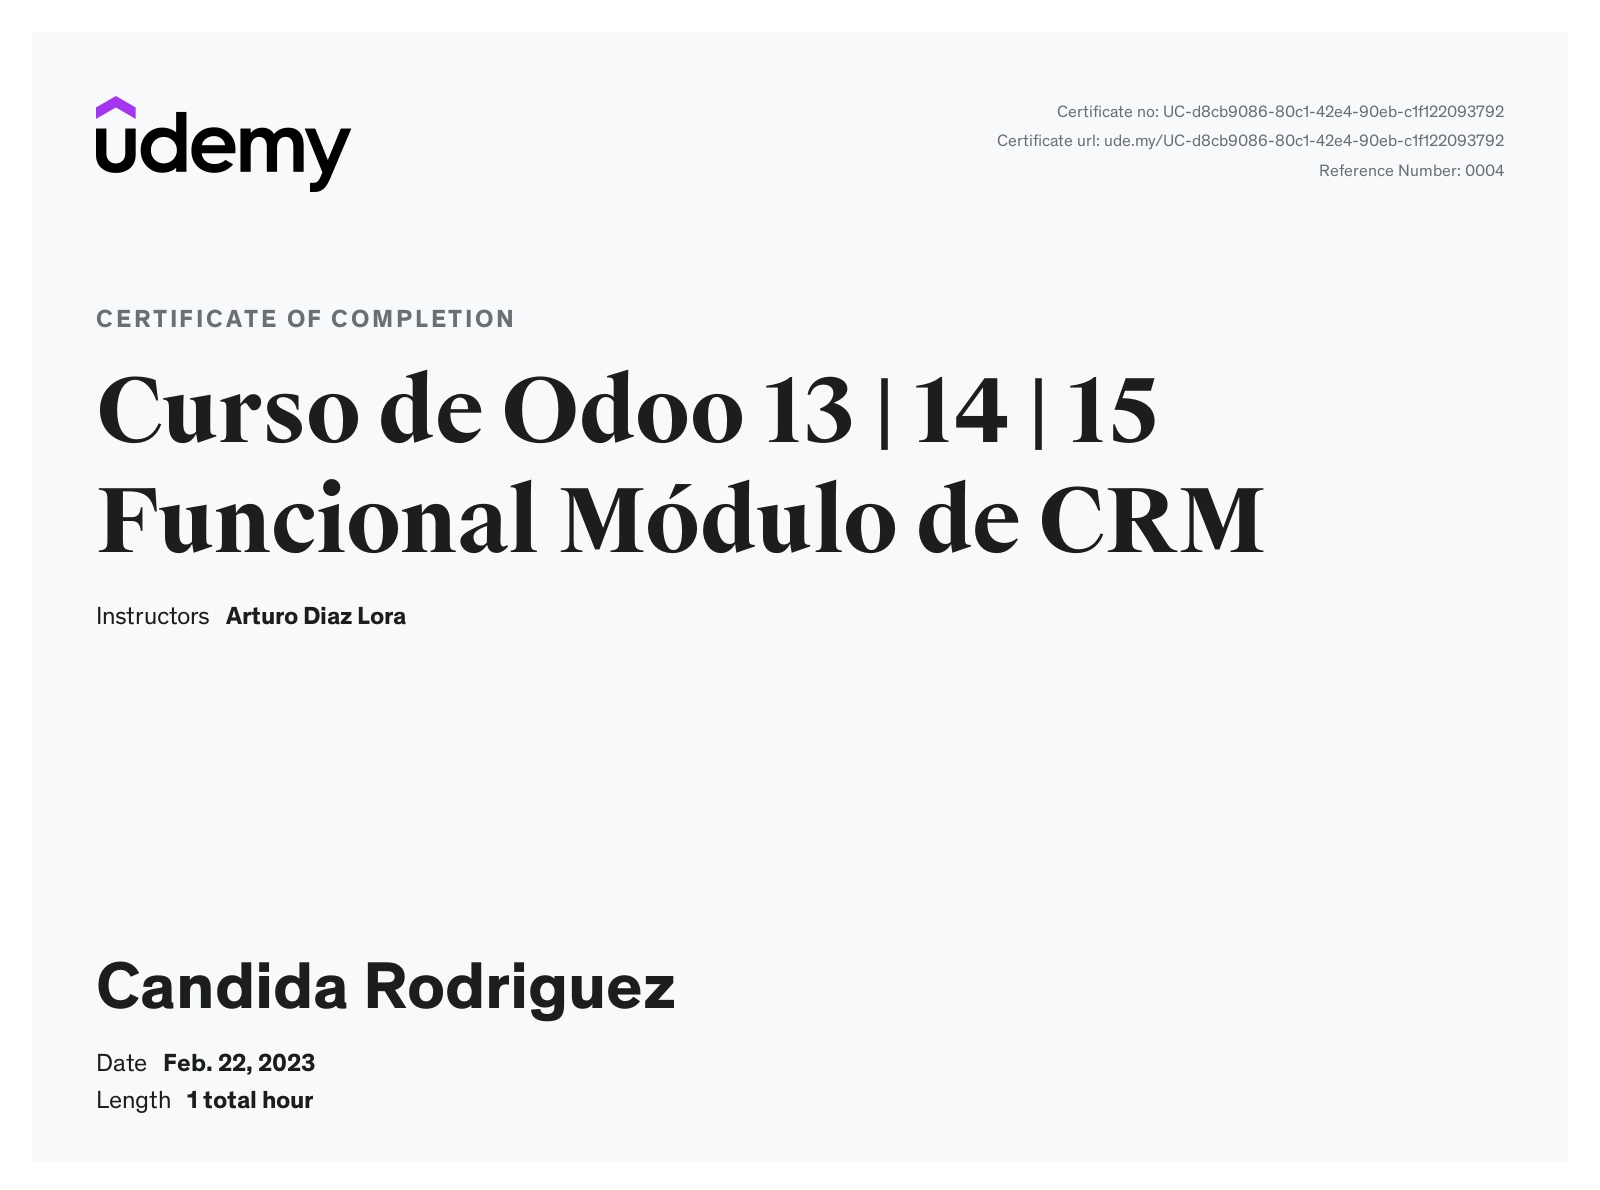 udemy
Certificate no: UC-d8cb9086-80c1-42e4-90eb-c1f122093792
Certificate url: ude.my/UC-d8cb9086-80c1-42e4-90eb-c1f122093792
Reference Number: 0004
CERTIFICATE OF COMPLETION
Curso de Odoo 13 | 14 | 15
Funcional Módulo de CRM
Instructors Arturo Diaz Lora
Candida Rodriguez
Date Feb. 22, 2023
Length 1 total hour